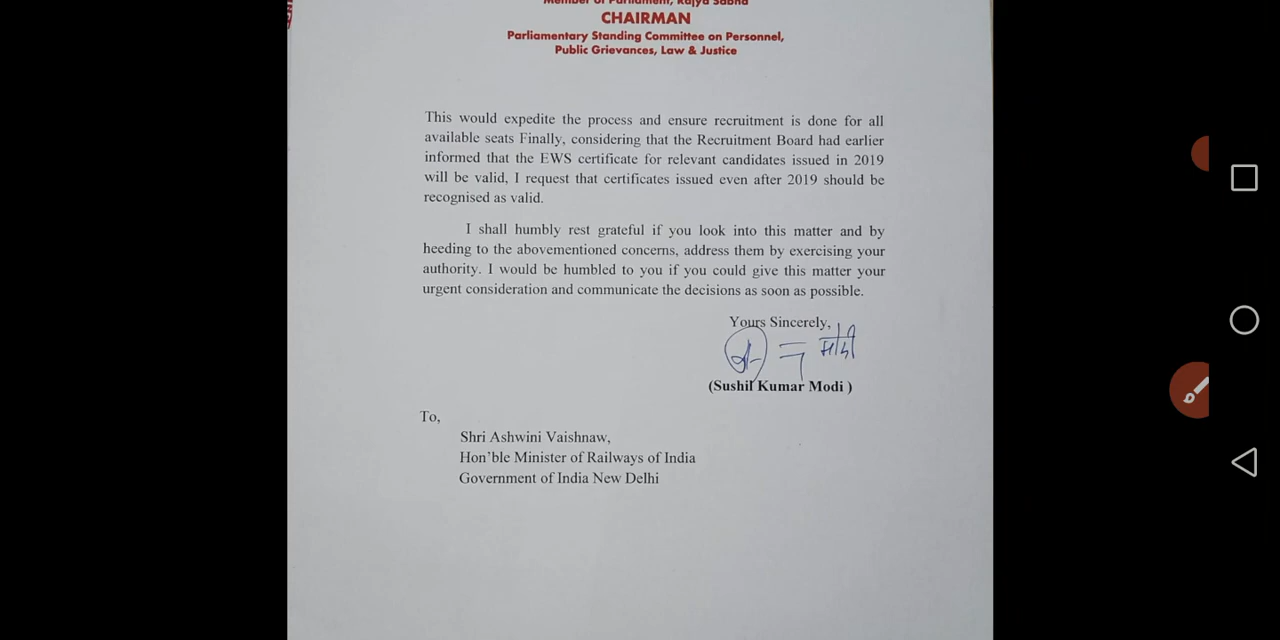 Member of Parliament, Rajya Sabha
CHAIRMAN
Parliamentary Standing Committee on Personnel,
Public Grievances, Law & Justice
This would expedite the process and ensure recruitment is done for all
available seats Finally, considering that the Recruitment Board had earlier
informed that the EWS certificate for relevant candidates issued in 2019
will be valid, I request that certificates issued even after 2019 should be
recognised as valid.
I shall humbly rest grateful if you look into this matter and by
heeding to the abovementioned concerns, address them by exercising your
authority. I would be humbled to you if you could give this matter your
urgent consideration and communicate the decisions as soon as possible.
Yours Sincerely,
(Sushil Kumar Modi )
To,
Shri Ashwini Vaishnaw,
Hon’ble Minister of Railways of India
Government of India New Delhi